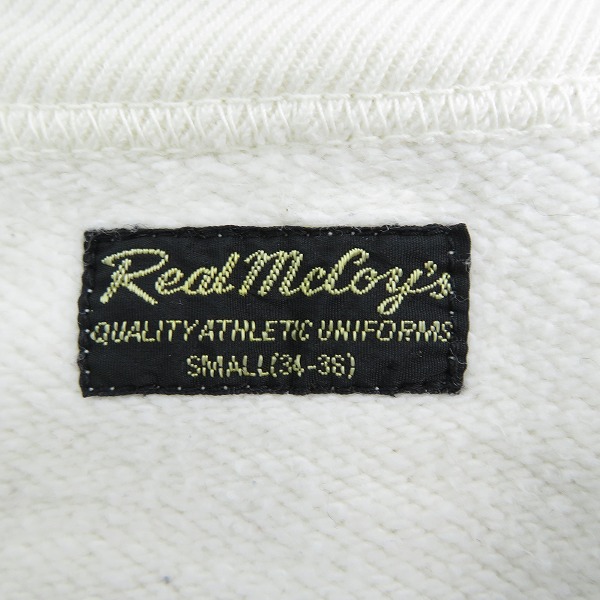 Real McCoy's
QUALITY ATHLETIC UNIFORMS
SMALL(34-36)